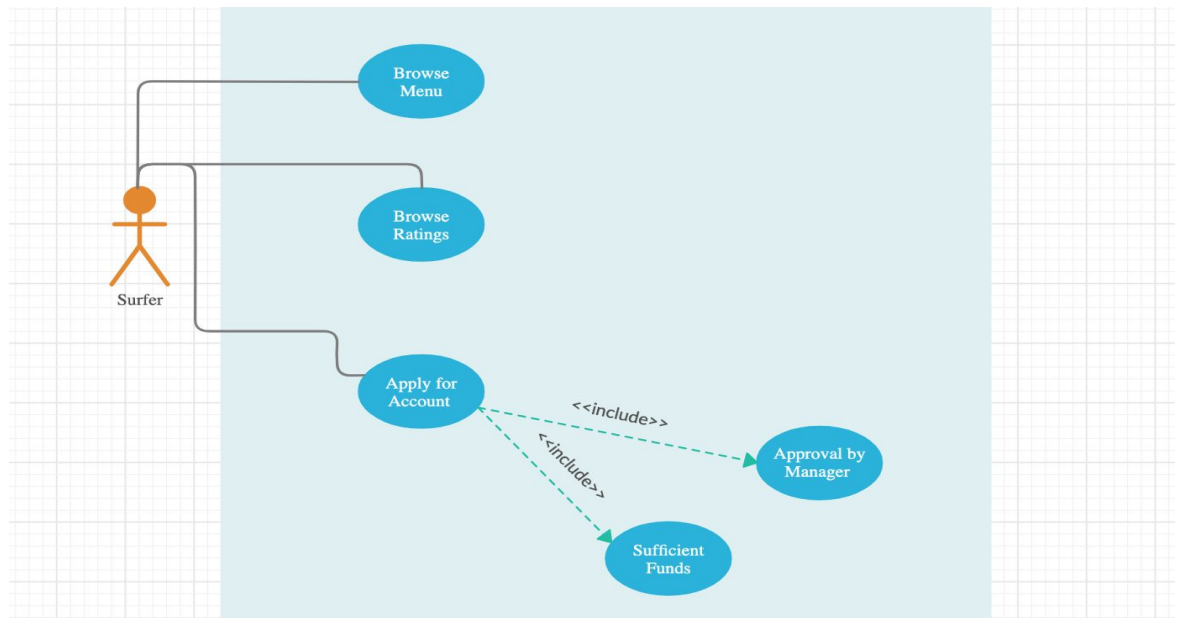 Browse
Menu
Browse
Ratings
Surfer
Apply for
Account
<<include>>
<<include>>
Approval by
Manager
Sufficient
Funds